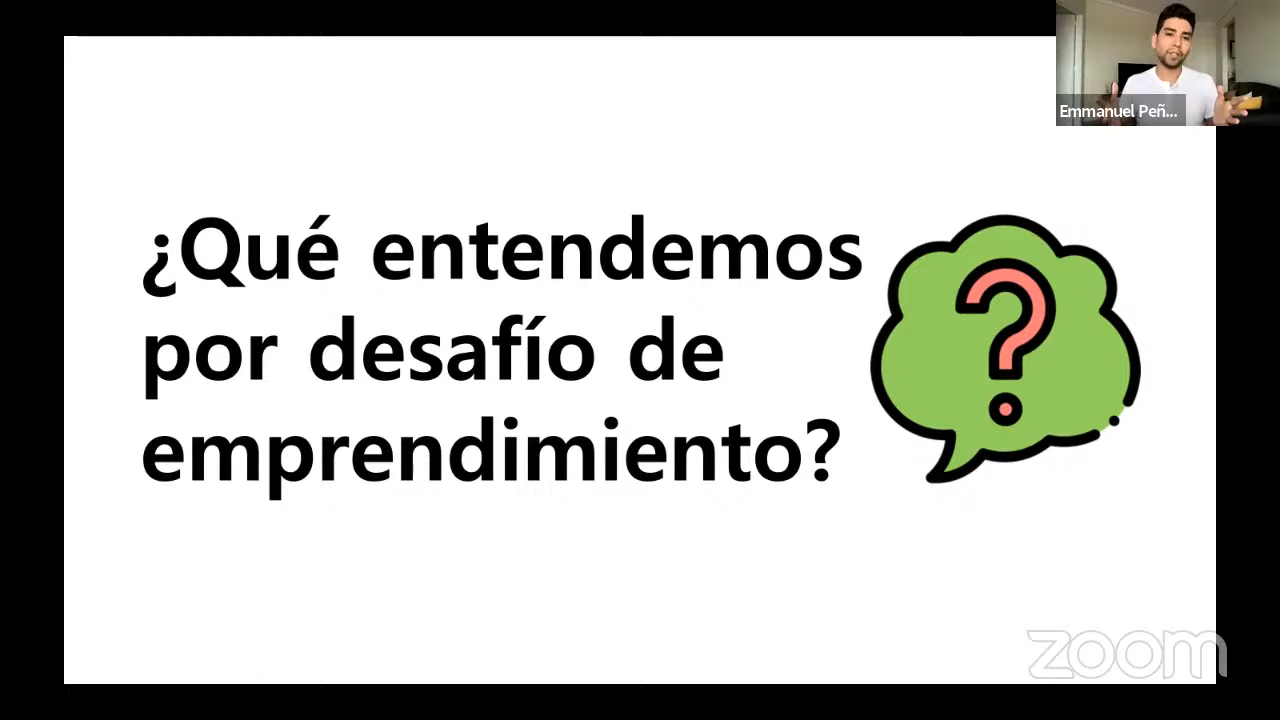 Emmanuel Peñ...
¿Qué entendemos
por desafío de
emprendimiento?
zoom